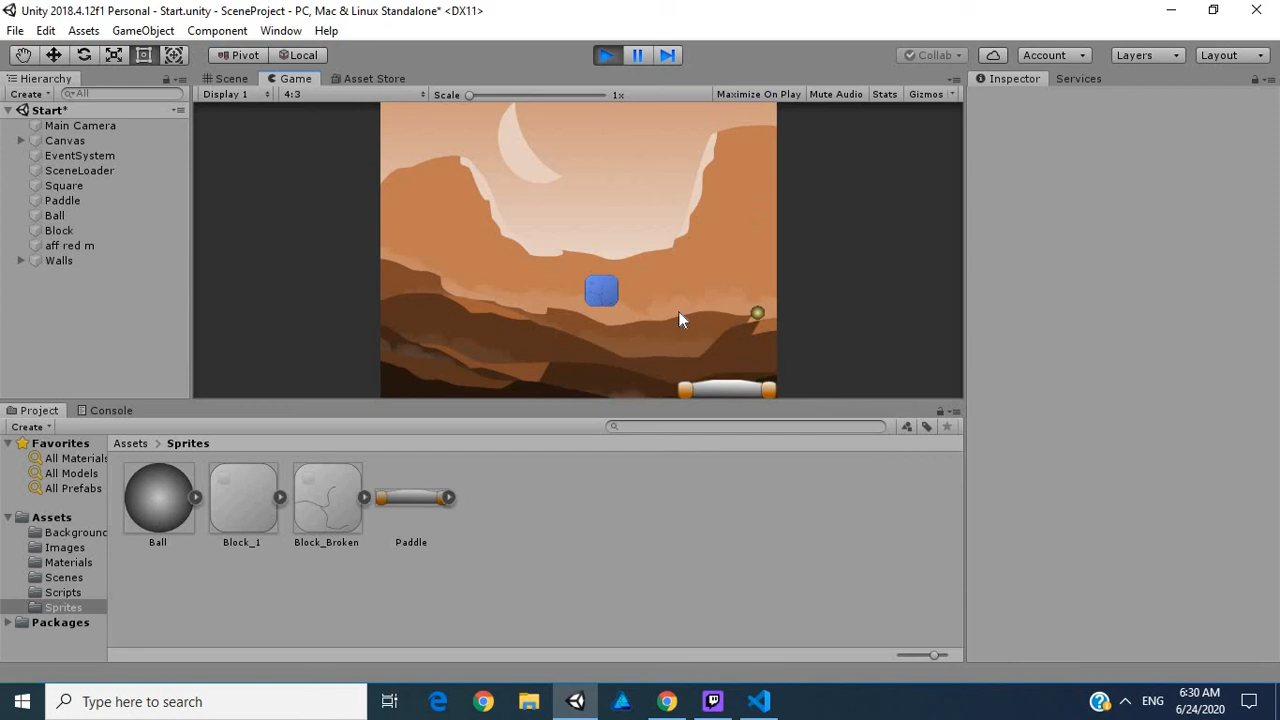 Unity 2018.4.12f1 Personal - Start.unity - SceneProject - PC, Mac & Linux Standalone* <DX11>
File Edit Assets GameObject Component Window Help
Pivot Local Collab Account Layers Layout
Hierarchy Scene Game Asset Store Inspector Services
Create All Display 1 4:3 Scale 1x Maximize On Play Mute Audio Stats Gizmos
Start*
Main Camera
Canvas
EventSystem
SceneLoader
Square
Paddle
Ball
Block
aff red m
Walls
Project Console
Create
Favorites
All Materials
All Models
All Prefabs
Assets
Background
Images
Materials
Scenes
Scripts
Sprites
Packages
Assets > Sprites
Ball Block_1 Block_Broken Paddle
Type here to search
ENG
6:30 AM
6/24/2020